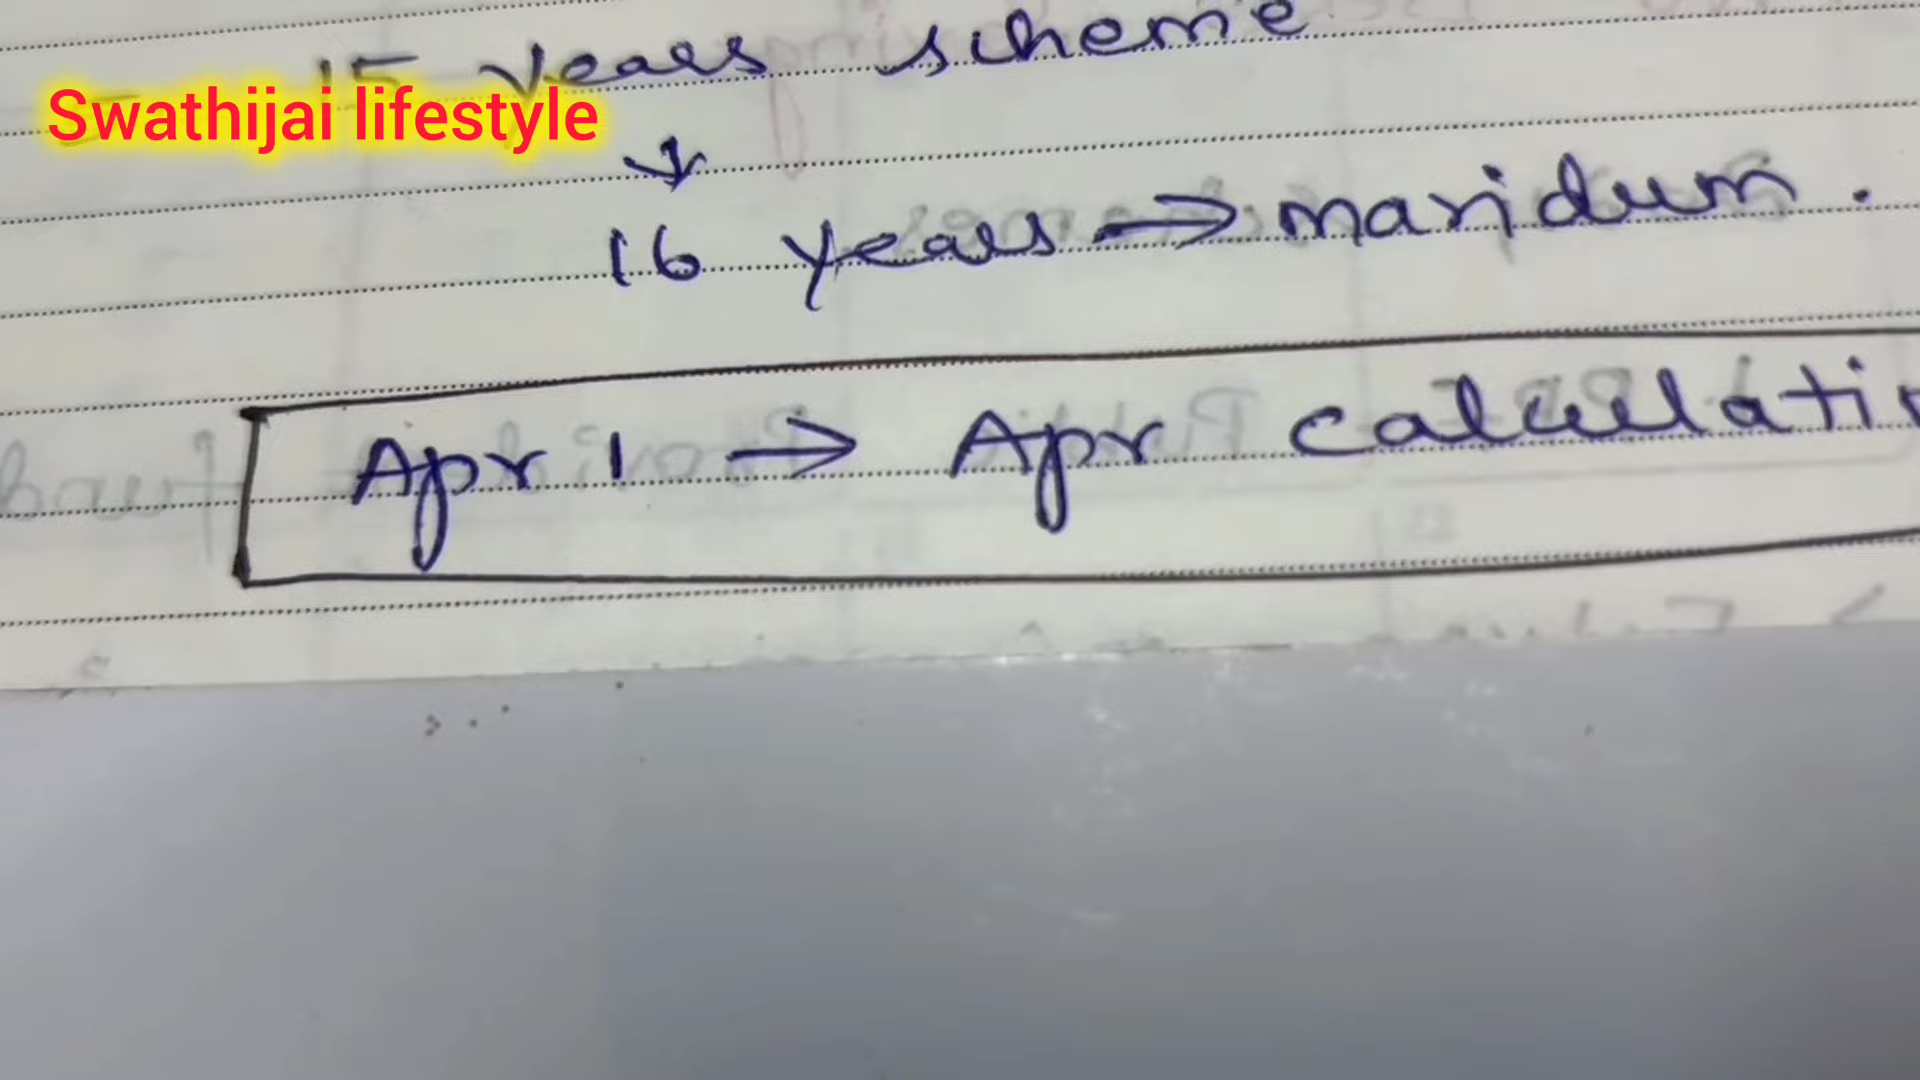 15 years scheme
Swathijai lifestyle
16 years → maridum.
Apr 1 → Apr calculati